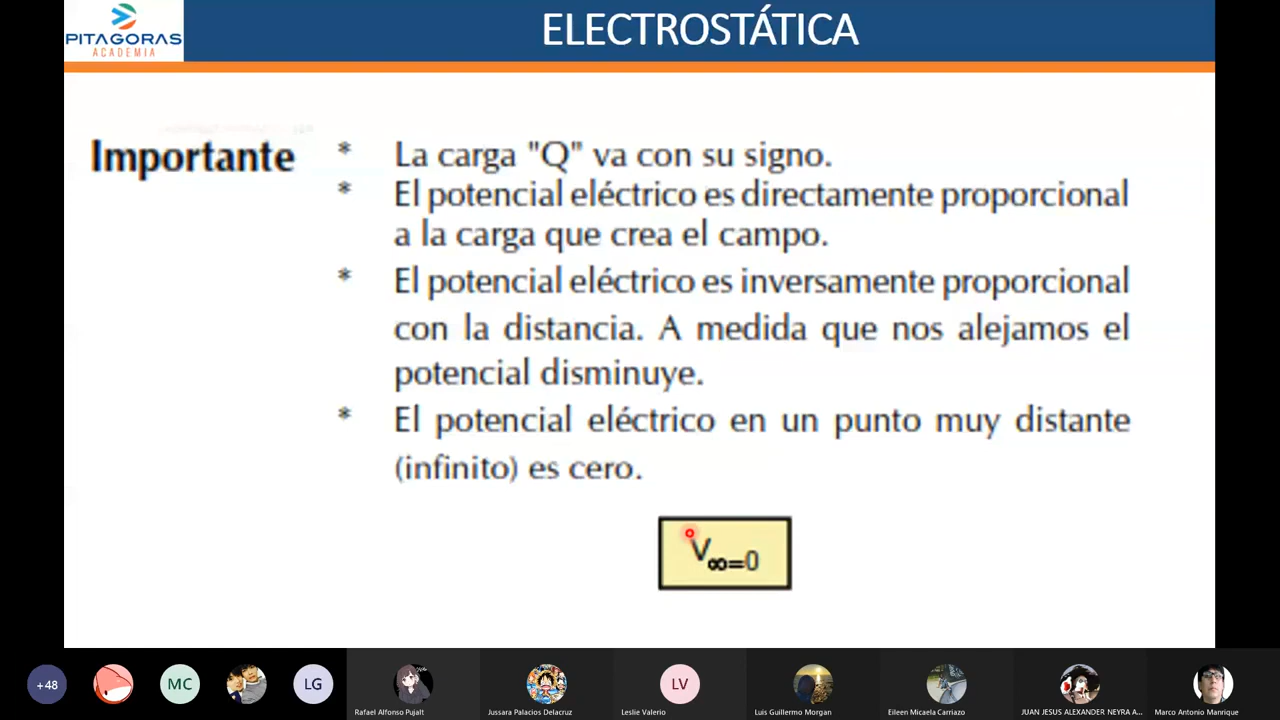 PITAGORAS
ACADEMIA
ELECTROSTÁTICA
Importante
* La carga "Q" va con su signo.
* El potencial eléctrico es directamente proporcional
a la carga que crea el campo.
* El potencial eléctrico es inversamente proporcional
con la distancia. A medida que nos alejamos el
potencial disminuye.
* El potencial eléctrico en un punto muy distante
(infinito) es cero.
V∞=0
+48
MC
LG
LV
Rafael Alfonso Pujalt
Jussara Palacios Delacruz
Leslie Valerio
Luis Guillermo Morgan
Eileen Micaela Carriazo
JUAN JESUS ALEXANDER NEYRA A...
Marco Antonio Manrique